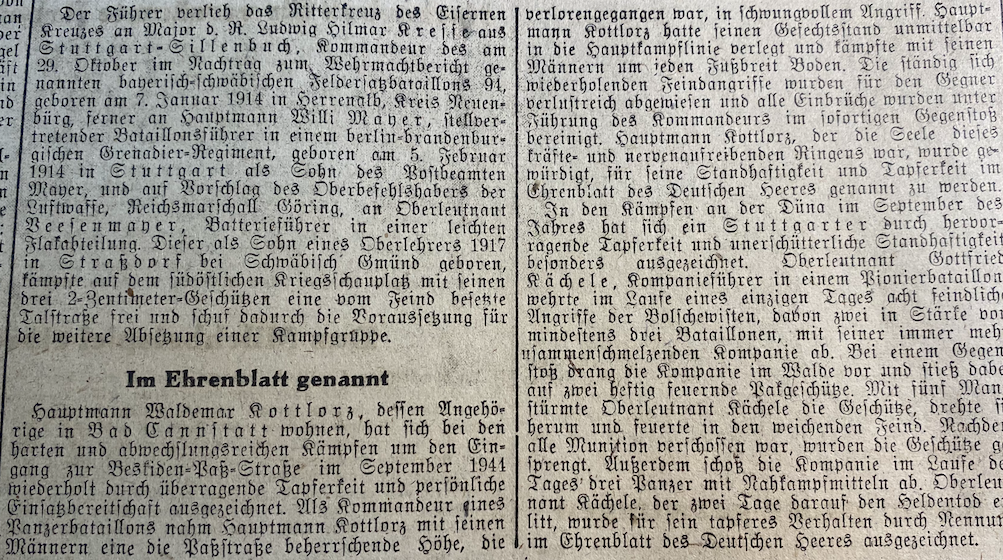 Der Führer verlieh das Ritterkreuz des Eisernen
Kreuzes an Major d. R. Ludwig Hilmar Kresse aus
Stuttgart-Sillenbuch, Kommandeur des am
29. Oktober im Nachtrag zum Wehrmachtbericht ge-
nannten bayerisch-schwäbischen Feldersatzbataillons 94,
geboren am 7. Januar 1914 in Herrenalb, Kreis Neuen-
bürg, ferner an Hauptmann Willi Mayer, stellver-
tretender Bataillonsführer in einem berlin-brandenbur-
gischen Grenadier-Regiment, geboren am 5. Februar
1914 in Stuttgart als Sohn des Postbeamten
Mayer, und auf Vorschlag des Oberbefehlshabers der
Luftwaffe, Reichsmarschall Göring, an Oberleutnant
Veesenmayer, Batterieführer in einer leichten
Flakabteilung. Dieser, als Sohn eines Oberlehrers 1917
in Straßdorf bei Schwäbisch Gmünd geboren,
kämpfte auf dem südöstlichen Kriegsschauplatz mit seinen
drei 2-Zentimeter-Geschützen eine vom Feind besetzte
Talstraße frei und schuf dadurch die Voraussetzung für
die weitere Absetzung einer Kampfgruppe.
Im Ehrenblatt genannt
Hauptmann Waldemar Kottlorz, dessen Angehö-
rige in Bad Cannstatt wohnen, hat sich bei den
harten und abwechslungsreichen Kämpfen um den Ein-
gang zur Beskiden-Paß-Straße im September 1944
wiederholt durch überragende Tapferkeit und persönliche
Einsatzbereitschaft ausgezeichnet. Als Kommandeur eines
Panzerbataillons nahm Hauptmann Kottlorz mit seinen
Männern eine die Paßstraße beherrschende Höhe, die
verlorengegangen war, in schwungvollem Angriff. Haupt-
mann Kottlorz hatte seinen Gefechtsstand unmittelbar
in die Hauptkampflinie verlegt und kämpfte mit seinen
Männern um jeden Fußbreit Boden. Die ständig sich
wiederholenden Feindangriffe wurden für den Gegner
verlustreich abgewiesen und alle Einbrüche wurden unter
Führung des Kommandeurs im sofortigen Gegenstoß
bereinigt. Hauptmann Kottlorz, der die Seele dieses
kräfte- und nervenaufreibenden Ringens war, wurde ge-
würdigt, für seine Standhaftigkeit und Tapferkeit im
Ehrenblatt des Deutschen Heeres genannt zu werden.
In den Kämpfen an der Düna im September des
Jahres hat sich ein Stuttgarter durch hervor-
ragende Tapferkeit und unerschütterliche Standhaftigkeit
besonders ausgezeichnet. Oberleutnant Gottfried
Kächele, Kompanieführer in einem Pionierbataillon
wehrte im Laufe eines einzigen Tages acht feindliche
Angriffe der Bolschewisten, davon zwei in Stärke von
mindestens drei Bataillonen, mit seiner immer meh
usammenschmelzenden Kompanie ab. Bei einem Gegen
stoß drang die Kompanie im Walde vor und stieß dabe
auf zwei heftig feuernde Pakgeschütze. Mit fünf Man
stürmte Oberleutnant Kächele die Geschütze, drehte si
herum und feuerte in den weichenden Feind. Nachde
alle Munition verschossen war, wurden die Geschütze g
sprengt. Außerdem schoß die Kompanie im Laufe de
Tages drei Panzer mit Nahkampfmitteln ab. Oberleu
nant Kächele, der zwei Tage darauf den Heldentod e
litt, wurde für sein tapferes Verhalten durch Nennun
im Ehrenblatt des Deutschen Heeres ausgezeichnet.